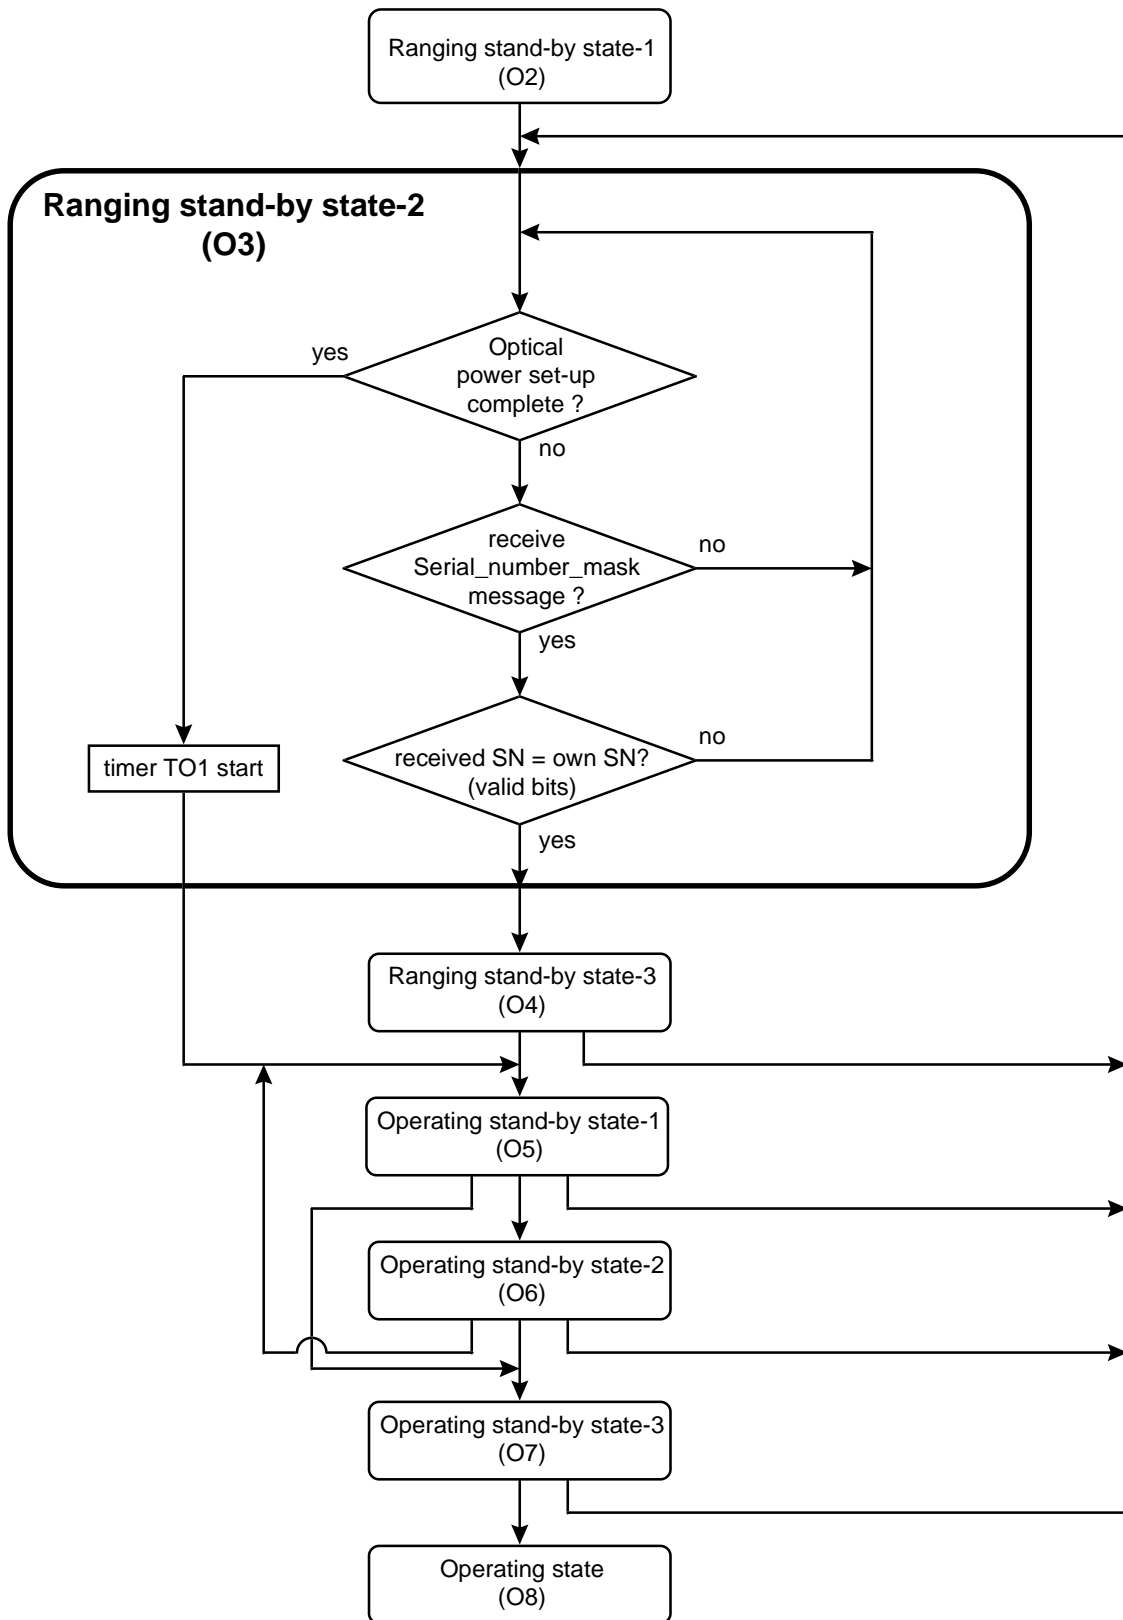 Ranging stand-by state-1
(O2)
Ranging stand-by state-2
(O3)
yes
Optical
power set-up
complete ?
no
receive
Serial_number_mask
message ?
no
yes
timer TO1 start
received SN = own SN?
(valid bits)
no
yes
Ranging stand-by state-3
(O4)
Operating stand-by state-1
(O5)
Operating stand-by state-2
(O6)
Operating stand-by state-3
(O7)
Operating state
(O8)